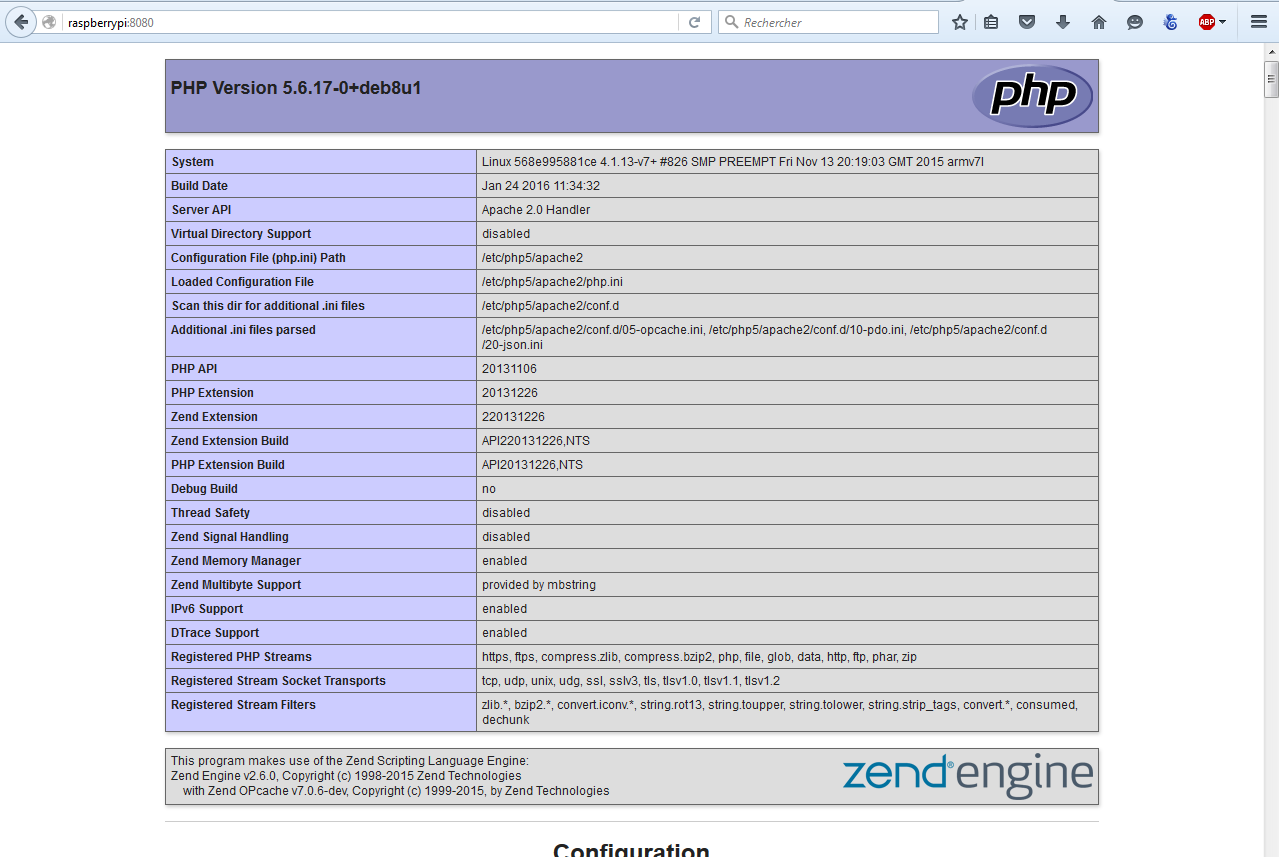 raspberrypi:8080
Rechercher
ABP
PHP Version 5.6.17-0+deb8u1
php
System Linux 568e995881ce 4.1.13-v7+ #826 SMP PREEMPT Fri Nov 13 20:19:03 GMT 2015 armv7l
Build Date Jan 24 2016 11:34:32
Server API Apache 2.0 Handler
Virtual Directory Support disabled
Configuration File (php.ini) Path /etc/php5/apache2
Loaded Configuration File /etc/php5/apache2/php.ini
Scan this dir for additional .ini files /etc/php5/apache2/conf.d
Additional .ini files parsed /etc/php5/apache2/conf.d/05-opcache.ini, /etc/php5/apache2/conf.d/10-pdo.ini, /etc/php5/apache2/conf.d
/20-json.ini
PHP API 20131106
PHP Extension 20131226
Zend Extension 220131226
Zend Extension Build API220131226,NTS
PHP Extension Build API20131226,NTS
Debug Build no
Thread Safety disabled
Zend Signal Handling disabled
Zend Memory Manager enabled
Zend Multibyte Support provided by mbstring
IPv6 Support enabled
DTrace Support enabled
Registered PHP Streams https, ftps, compress.zlib, compress.bzip2, php, file, glob, data, http, ftp, phar, zip
Registered Stream Socket Transports tcp, udp, unix, udg, ssl, sslv3, tls, tlsv1.0, tlsv1.1, tlsv1.2
Registered Stream Filters zlib.*, bzip2.*, convert.iconv.*, string.rot13, string.toupper, string.tolower, string.strip_tags, convert.*, consumed,
dechunk
This program makes use of the Zend Scripting Language Engine:
Zend Engine v2.6.0, Copyright (c) 1998-2015 Zend Technologies
with Zend OPcache v7.0.6-dev, Copyright (c) 1999-2015, by Zend Technologies
zend® engine
Configuration